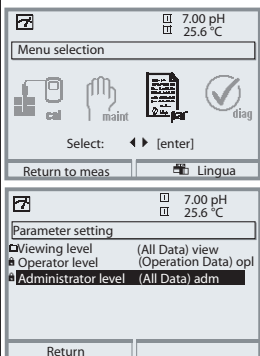 7.00 pH
25.6 °C
Menu selection
cal
maint
par
diag
Select: [enter]
Return to meas
Lingua
7.00 pH
25.6 °C
Parameter setting
Viewing level (All Data) view
Operator level (Operation Data) opl
Administrator level (All Data) adm
Return